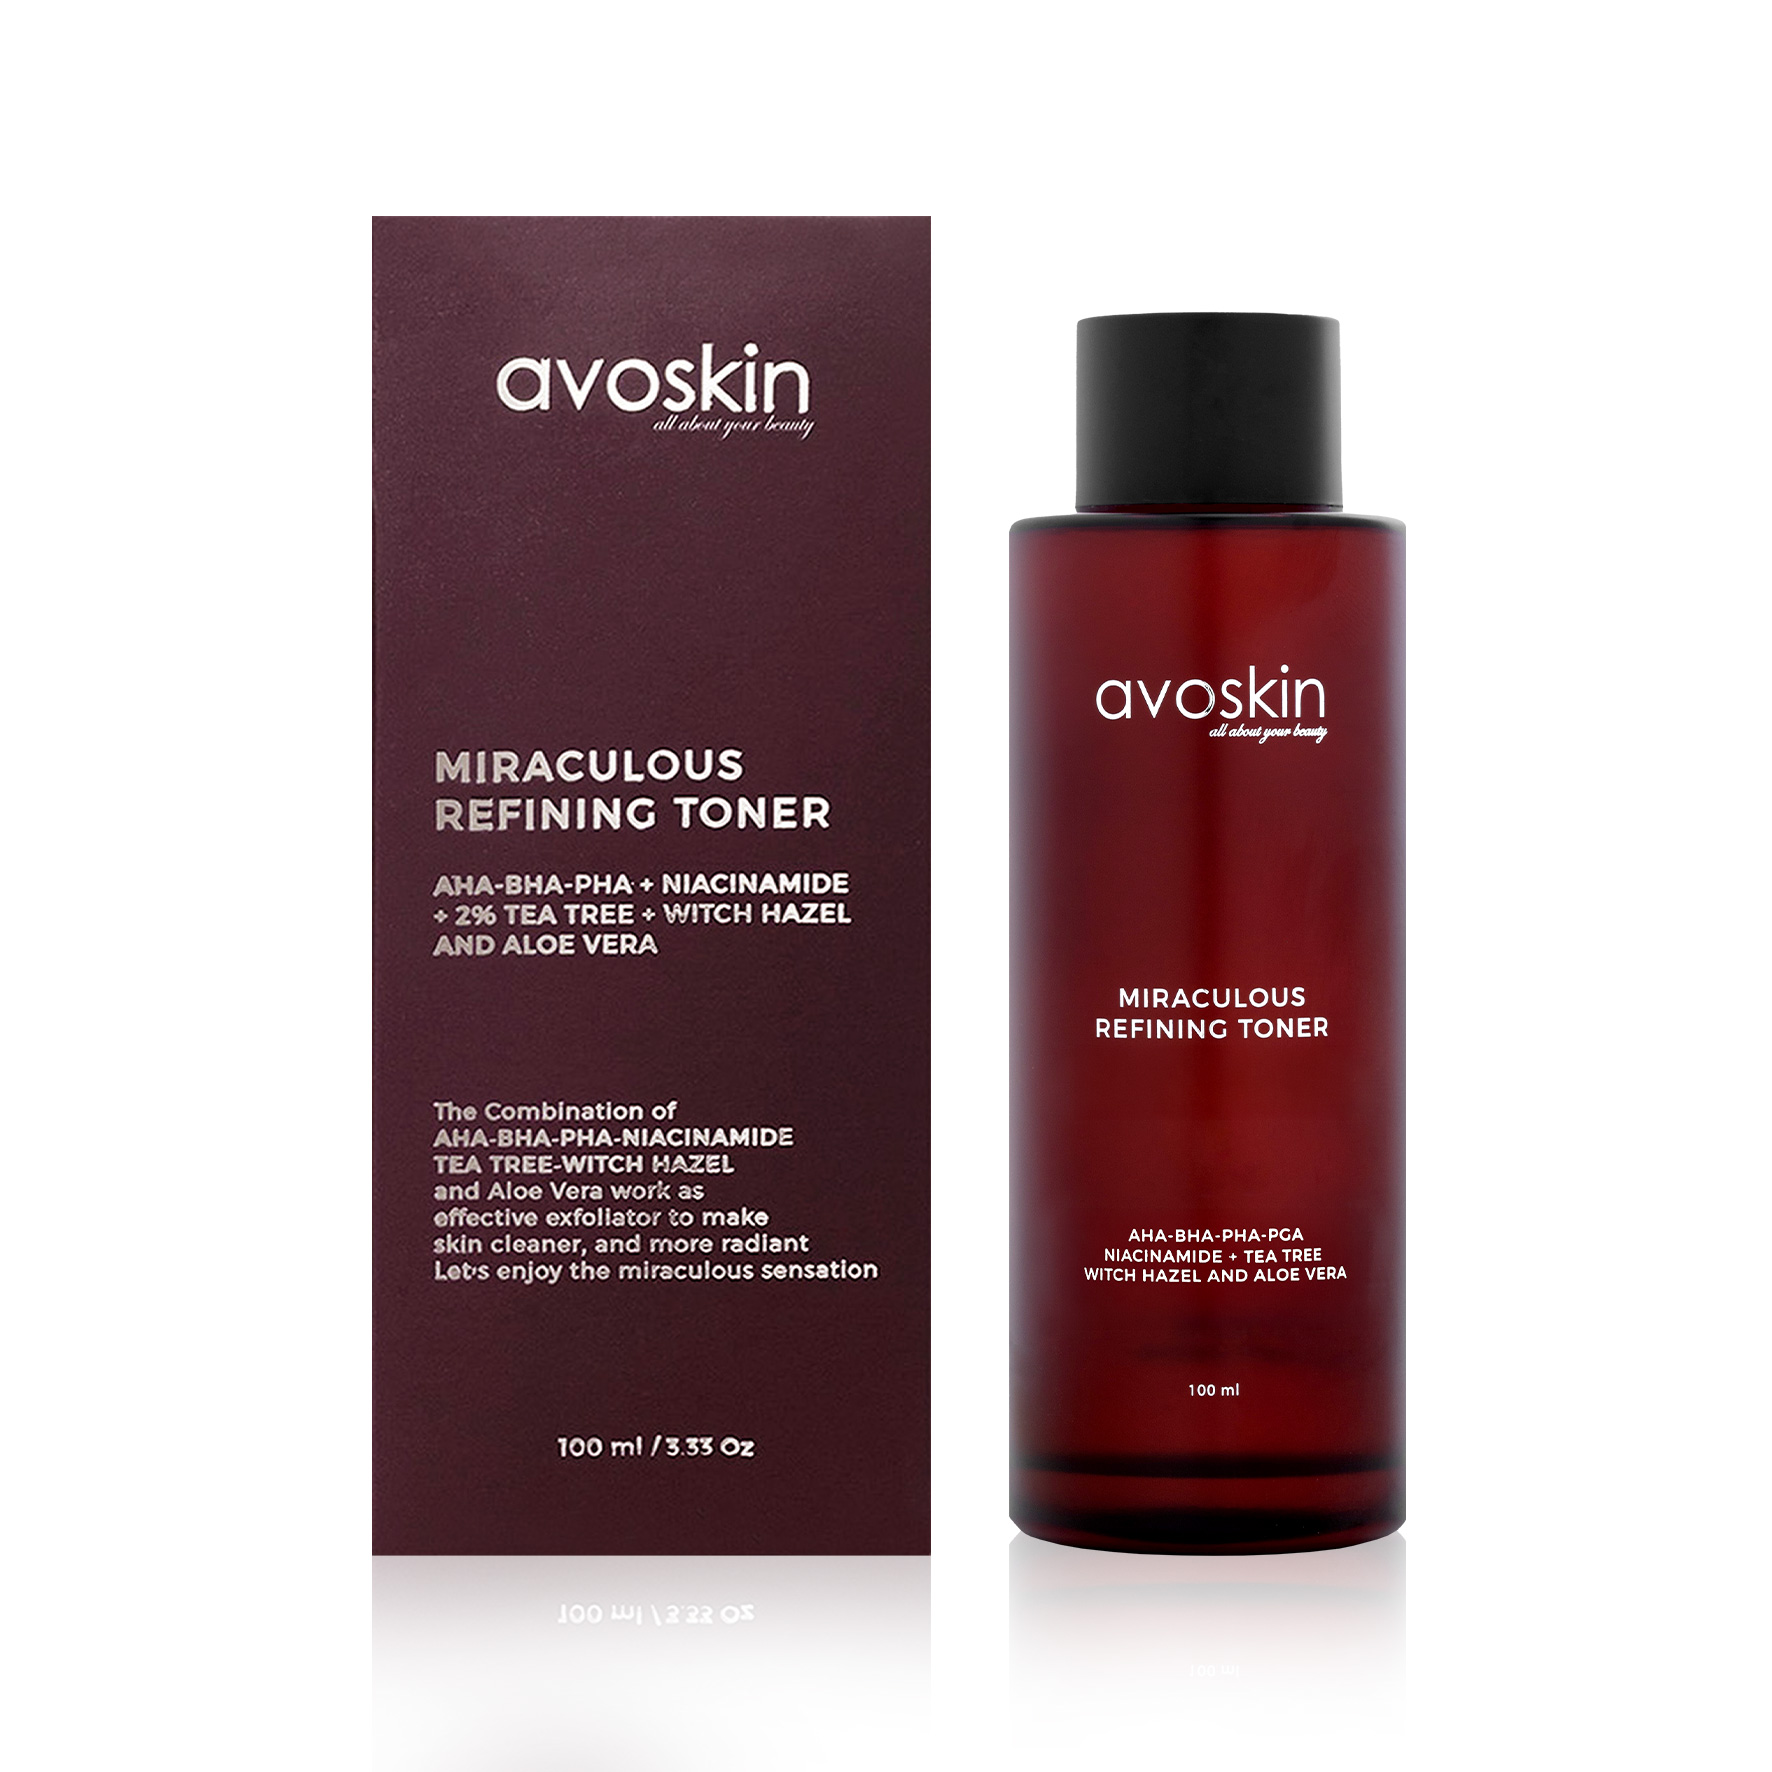 avoskin
all about your beauty
MIRACULOUS
REFINING TONER
AHA-BHA-PHA + NIACINAMIDE
+ 2% TEA TREE + WITCH HAZEL
AND ALOE VERA
The Combination of
AHA-BHA-PHA-NIACINAMIDE
TEA TREE-WITCH HAZEL
and Aloe Vera work as
effective exfoliator to make
skin cleaner, and more radiant
Let's enjoy the miraculous sensation
100 ml / 3.33 Oz
avoskin
all about your beauty
MIRACULOUS
REFINING TONER
AHA-BHA-PHA-PGA
NIACINAMIDE + TEA TREE
WITCH HAZEL AND ALOE VERA
100 ml